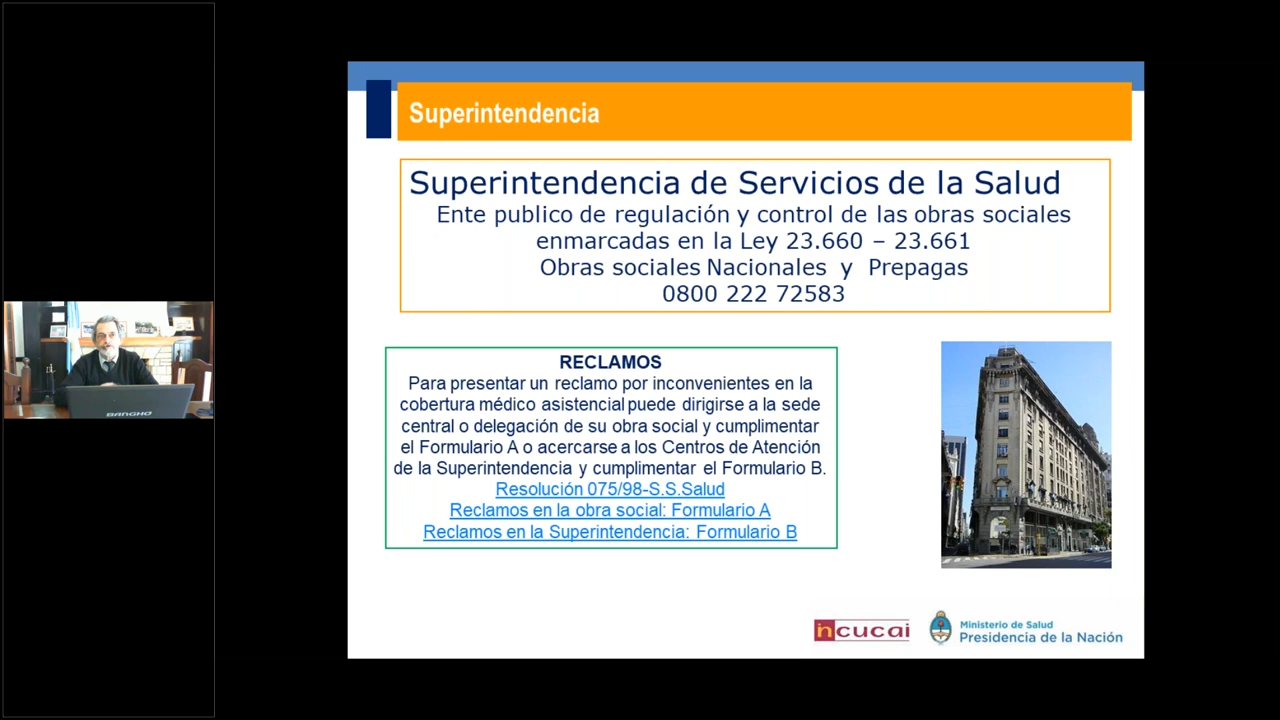 Superintendencia
Superintendencia de Servicios de la Salud
Ente publico de regulación y control de las obras sociales
enmarcadas en la Ley 23.660 – 23.661
Obras sociales Nacionales y Prepagas
0800 222 72583
RECLAMOS
Para presentar un reclamo por inconvenientes en la
cobertura médico asistencial puede dirigirse a la sede
central o delegación de su obra social y cumplimentar
el Formulario A o acercarse a los Centros de Atención
de la Superintendencia y cumplimentar el Formulario B.
Resolución 075/98-S.S.Salud
Reclamos en la obra social: Formulario A
Reclamos en la Superintendencia: Formulario B
BANGHO
incucai
Ministerio de Salud
Presidencia de la Nación